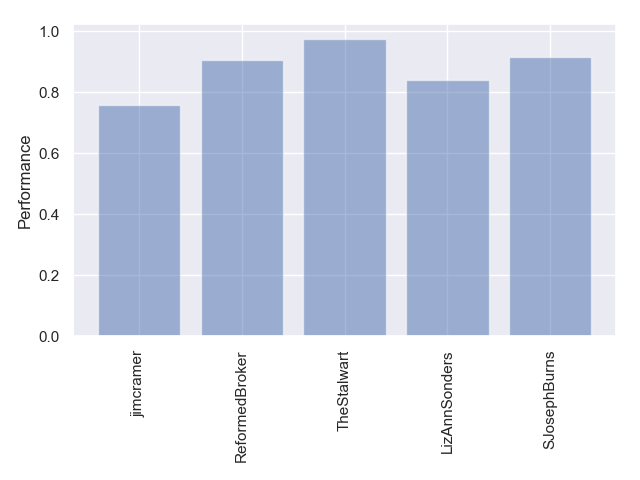 1.0
0.8
0.6
0.4
0.2
0.0
Performance
jimcramer
ReformedBroker
TheStalwart
LizAnnSonders
SJosephBurns